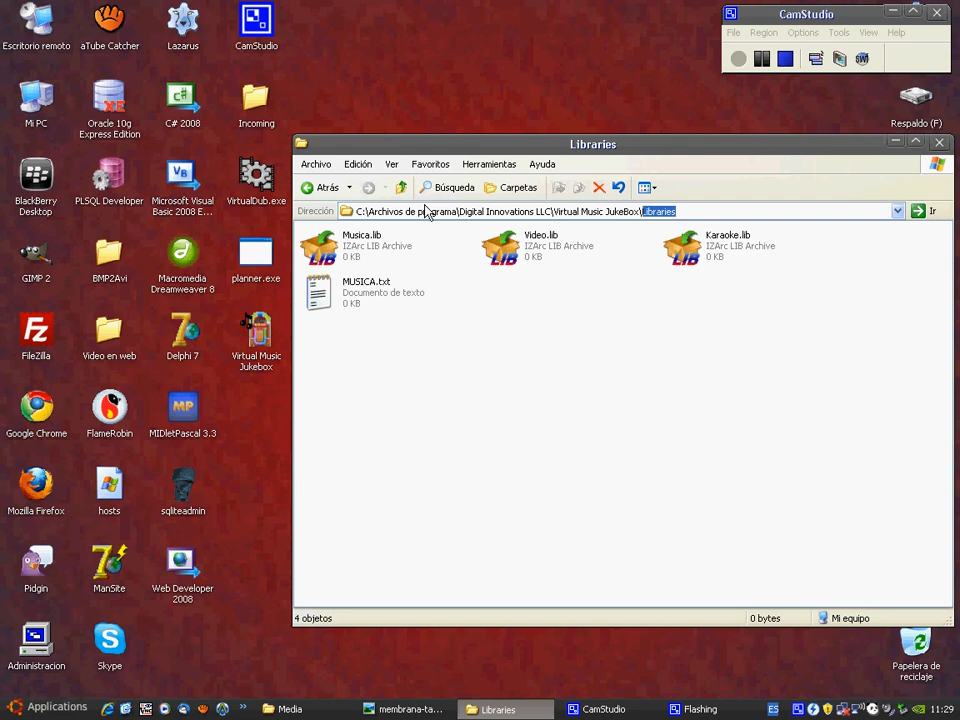 Escritorio remoto
aTube Catcher
Lazarus
CamStudio
Mi PC
Oracle 10g
Express Edition
C# 2008
Incoming
BlackBerry
Desktop
PLSQL Developer
Microsoft Visual
Basic 2008 E...
VirtualDub.exe
GIMP 2
BMP2Avi
Macromedia
Dreamweaver 8
planner.exe
FileZilla
Video en web
Delphi 7
Virtual Music
Jukebox
Google Chrome
FlameRobin
MIDletPascal 3.3
Mozilla Firefox
hosts
sqliteadmin
Pidgin
ManSite
Web Developer
2008
Administracion
Skype
CamStudio
File Region Options Tools View Help
Respaldo (F)
Libraries
Archivo Edición Ver Favoritos Herramientas Ayuda
Atrás Búsqueda Carpetas
Dirección C:\Archivos de programa\Digital Innovations LLC\Virtual Music JukeBox\Libraries Ir
Musica.lib
IZArc LIB Archive
0 KB
Video.lib
IZArc LIB Archive
0 KB
Karaoke.lib
IZArc LIB Archive
0 KB
MUSICA.txt
Documento de texto
0 KB
4 objetos 0 bytes Mi equipo
Papelera de
reciclaje
Applications Media membrana-ta... Libraries CamStudio Flashing ES 11:29